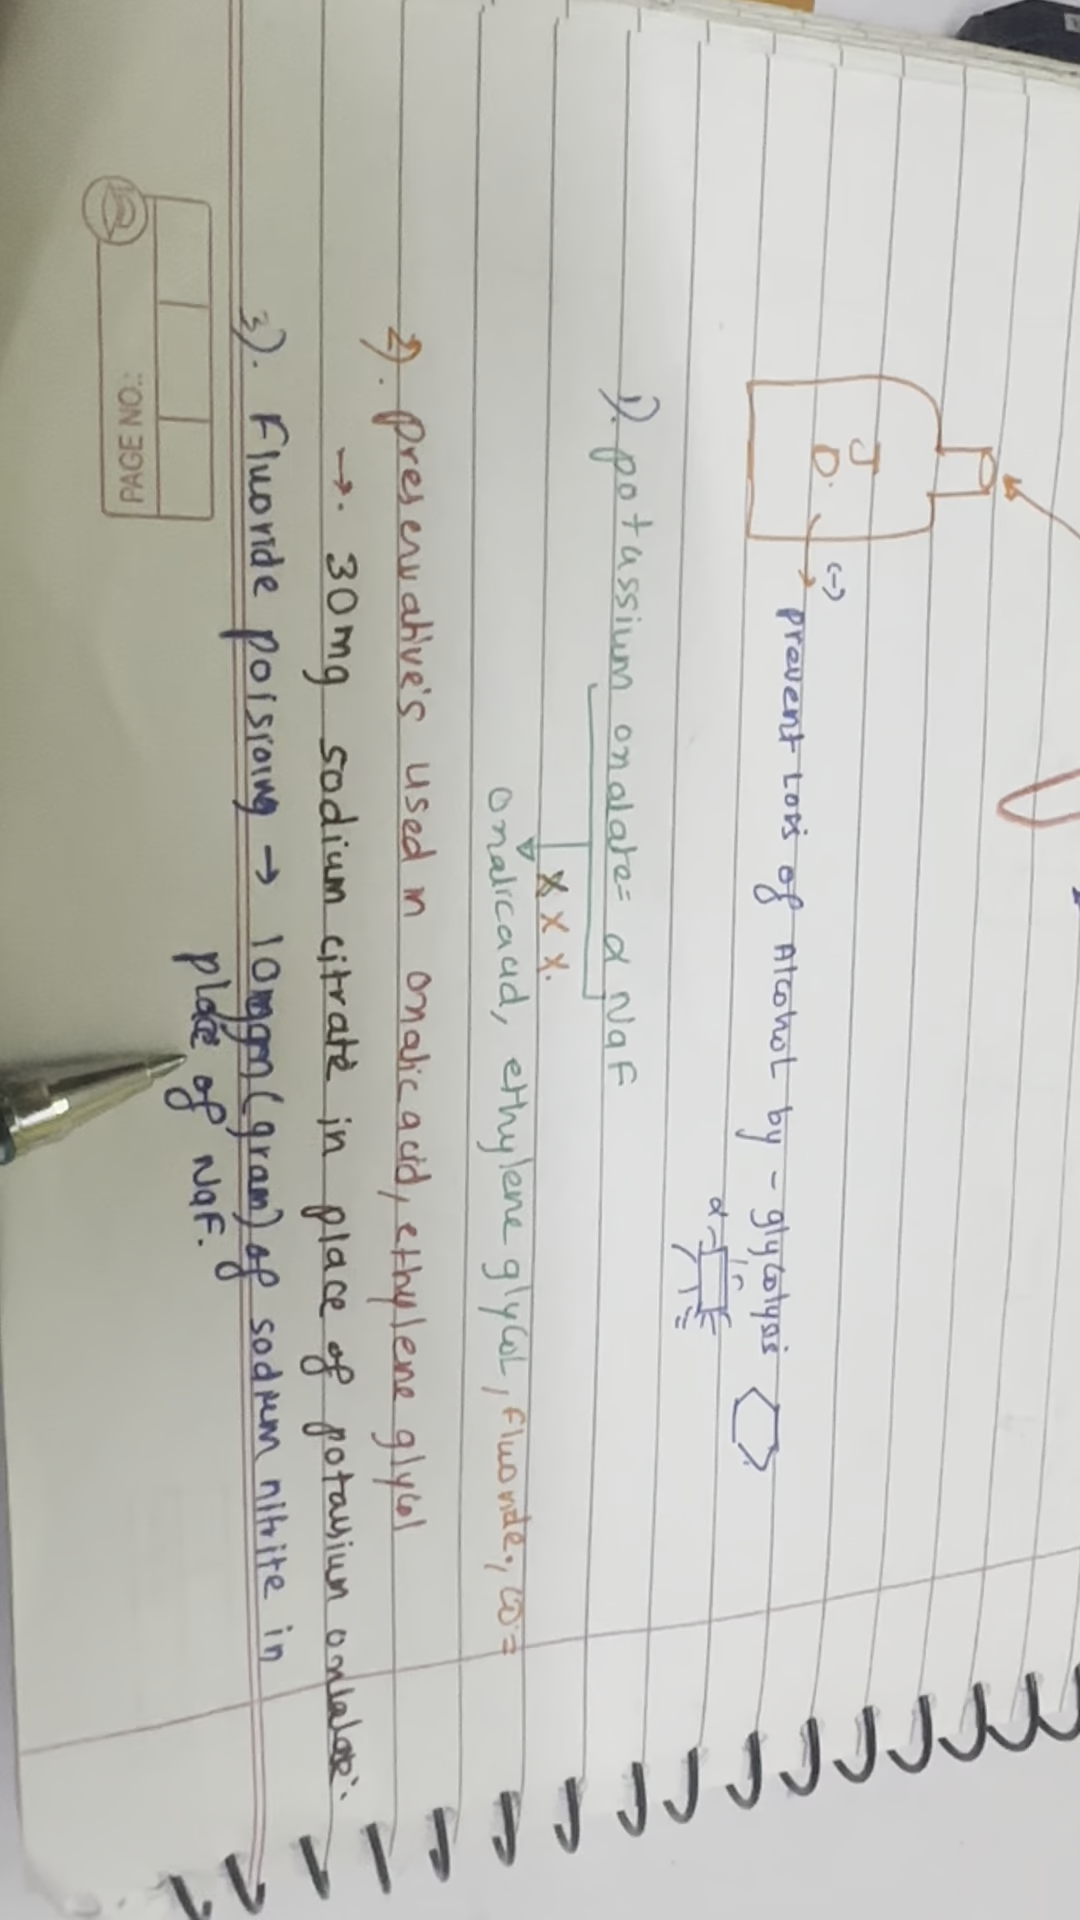 (-)
prevent Loss of Alcohol by - glycolysis
1). potassium oxalate = & NaF
X X X.
oxalic acid, ethylene glycol, fluoride, CO =
2). preservative's used in oxalic acid, ethylene glycol
→. 30mg sodium citrate in place of potassium oxalate.
3). Fluoride poisioing → 10mgm (gram) of sodium nitrite in
place of NaF.
PAGE NO.: